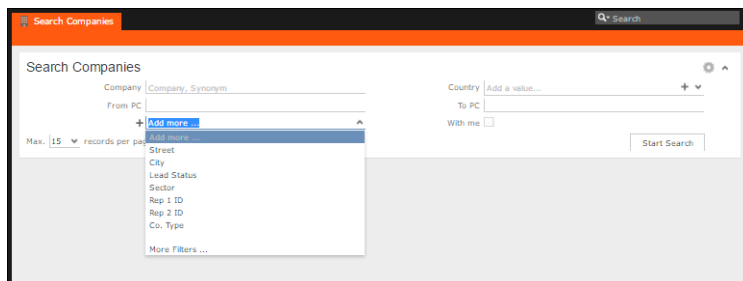 Search Companies
Search
Search Companies
Company Company, Synonym
Country Add a value...
From PC
To PC
Add more ...
With me
Add more ...
Max. 15 records per pag
Start Search
Street
City
Lead Status
Sector
Rep 1 ID
Rep 2 ID
Co. Type
More Filters ...